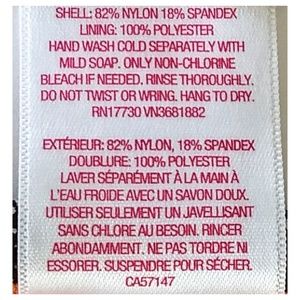 SHELL: 82% NYLON 18% SPANDEX
LINING: 100% POLYESTER
HAND WASH COLD SEPARATELY WITH
MILD SOAP. ONLY NON-CHLORINE
BLEACH IF NEEDED. RINSE THOROUGHLY.
DO NOT TWIST OR WRING. HANG TO DRY.
RN17730 VN3681882
EXTÉRIEUR: 82% NYLON, 18% SPANDEX
DOUBLURE: 100% POLYESTER
LAVER SÉPARÉMENT À LA MAIN À
L'EAU FROIDE AVEC UN SAVON DOUX.
UTILISER SEULEMENT UN JAVELLISANT
SANS CHLORE AU BESOIN. RINCER
ABONDAMMENT. NE PAS TORDRE NI
ESSORER. SUSPENDRE POUR SÉCHER.
CA57147